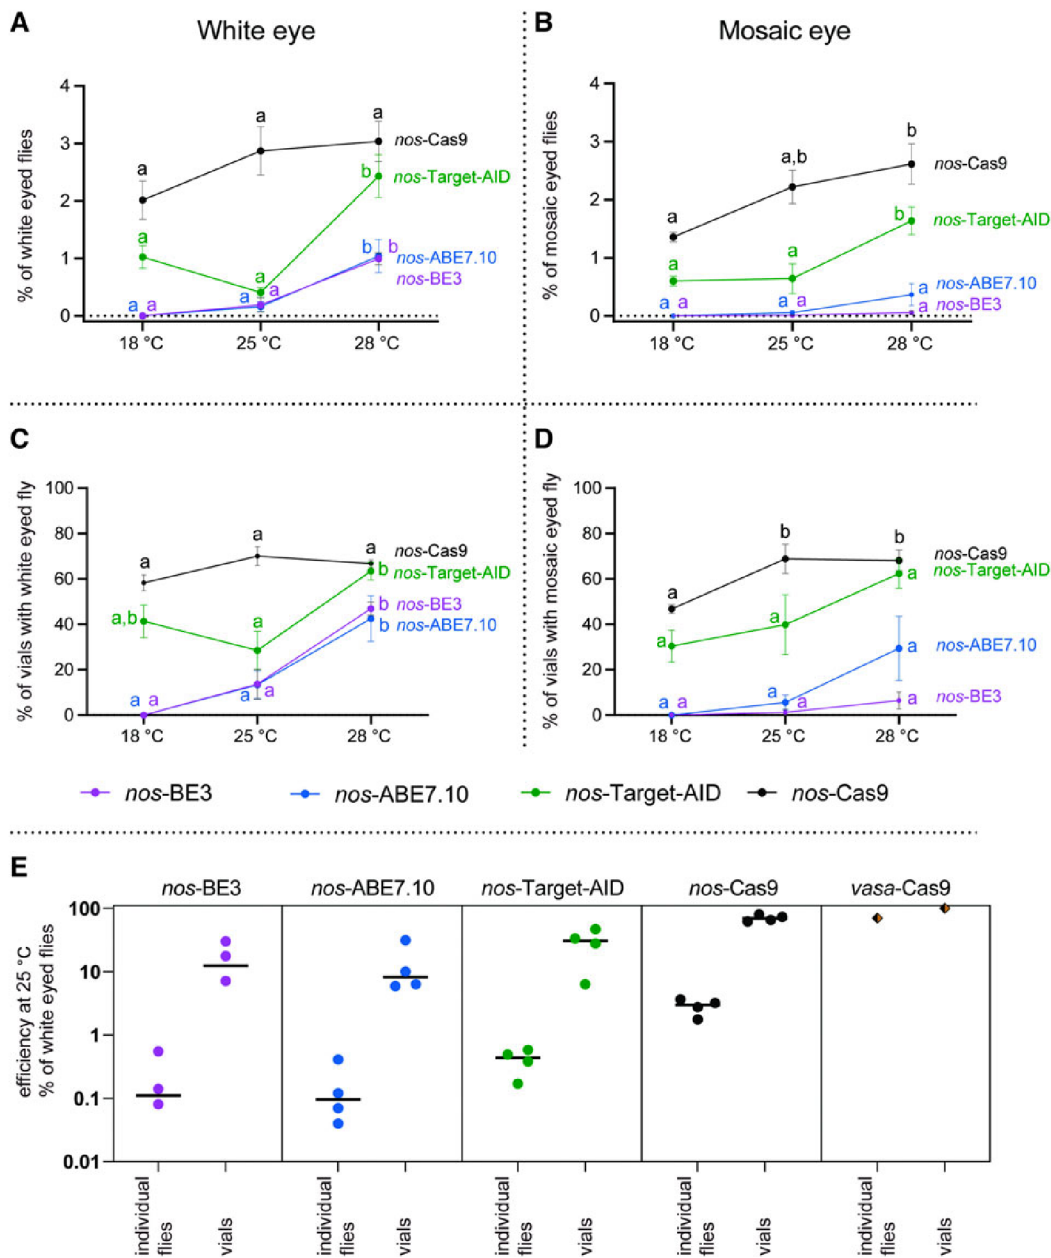 A
White eye
B
Mosaic eye
% of white eyed flies
4
3
2
1
0
a
a
a
nos-Cas9
a
a
b
nos-Target-AID
a
a
a
a
b
b
nos-ABE7.10
nos-BE3
18 °C
25 °C
28 °C
% of mosaic eyed flies
4
3
2
1
0
a
a,b
b
nos-Cas9
a
a
b
nos-Target-AID
a
a
a
a
a
a
nos-ABE7.10
nos-BE3
18 °C
25 °C
28 °C
C
D
% of vials with white eyed fly
100
80
60
40
20
0
a
a
a
nos-Cas9
a,b
a
b
nos-Target-AID
b
nos-BE3
b
nos-ABE7.10
a
a
a
a
18 °C
25 °C
28 °C
% of vials with mosaic eyed fly
100
80
60
40
20
0
a
b
b
nos-Cas9
a
a
a
nos-Target-AID
a
a
a
a
a
nos-ABE7.10
a
nos-BE3
18 °C
25 °C
28 °C
nos-BE3
nos-ABE7.10
nos-Target-AID
nos-Cas9
E
nos-BE3
nos-ABE7.10
nos-Target-AID
nos-Cas9
vasa-Cas9
efficiency at 25 °C
% of white eyed flies
100
10
1
0.1
0.01
individual
flies
vials
individual
flies
vials
individual
flies
vials
individual
flies
vials
individual
flies
vials